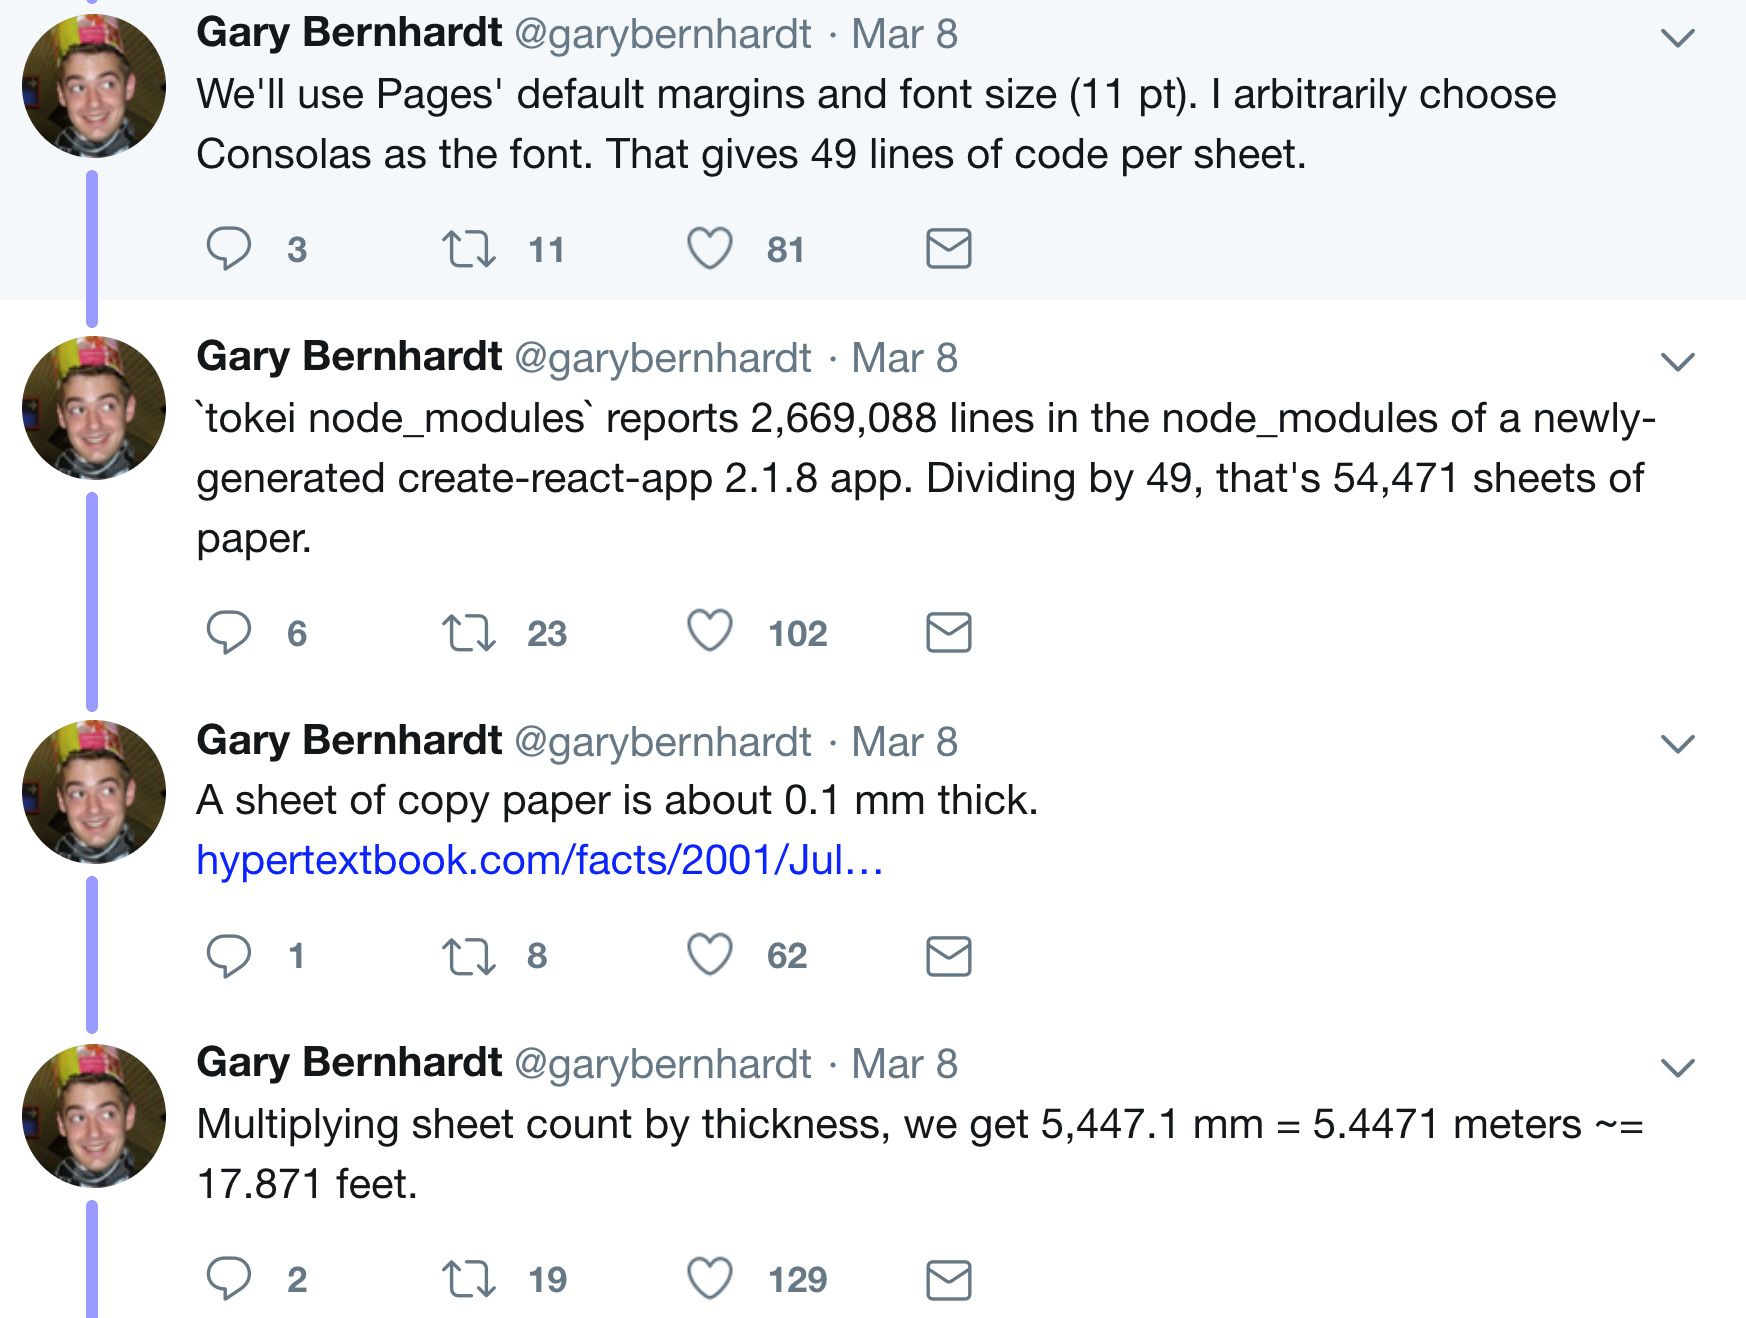 Gary Bernhardt @garybernhardt · Mar 8
We'll use Pages' default margins and font size (11 pt). I arbitrarily choose
Consolas as the font. That gives 49 lines of code per sheet.
3 11 81
Gary Bernhardt @garybernhardt · Mar 8
`tokei node_modules` reports 2,669,088 lines in the node_modules of a newly-
generated create-react-app 2.1.8 app. Dividing by 49, that's 54,471 sheets of
paper.
6 23 102
Gary Bernhardt @garybernhardt · Mar 8
A sheet of copy paper is about 0.1 mm thick.
hypertextbook.com/facts/2001/Jul…
1 8 62
Gary Bernhardt @garybernhardt · Mar 8
Multiplying sheet count by thickness, we get 5,447.1 mm = 5.4471 meters ~=
17.871 feet.
2 19 129